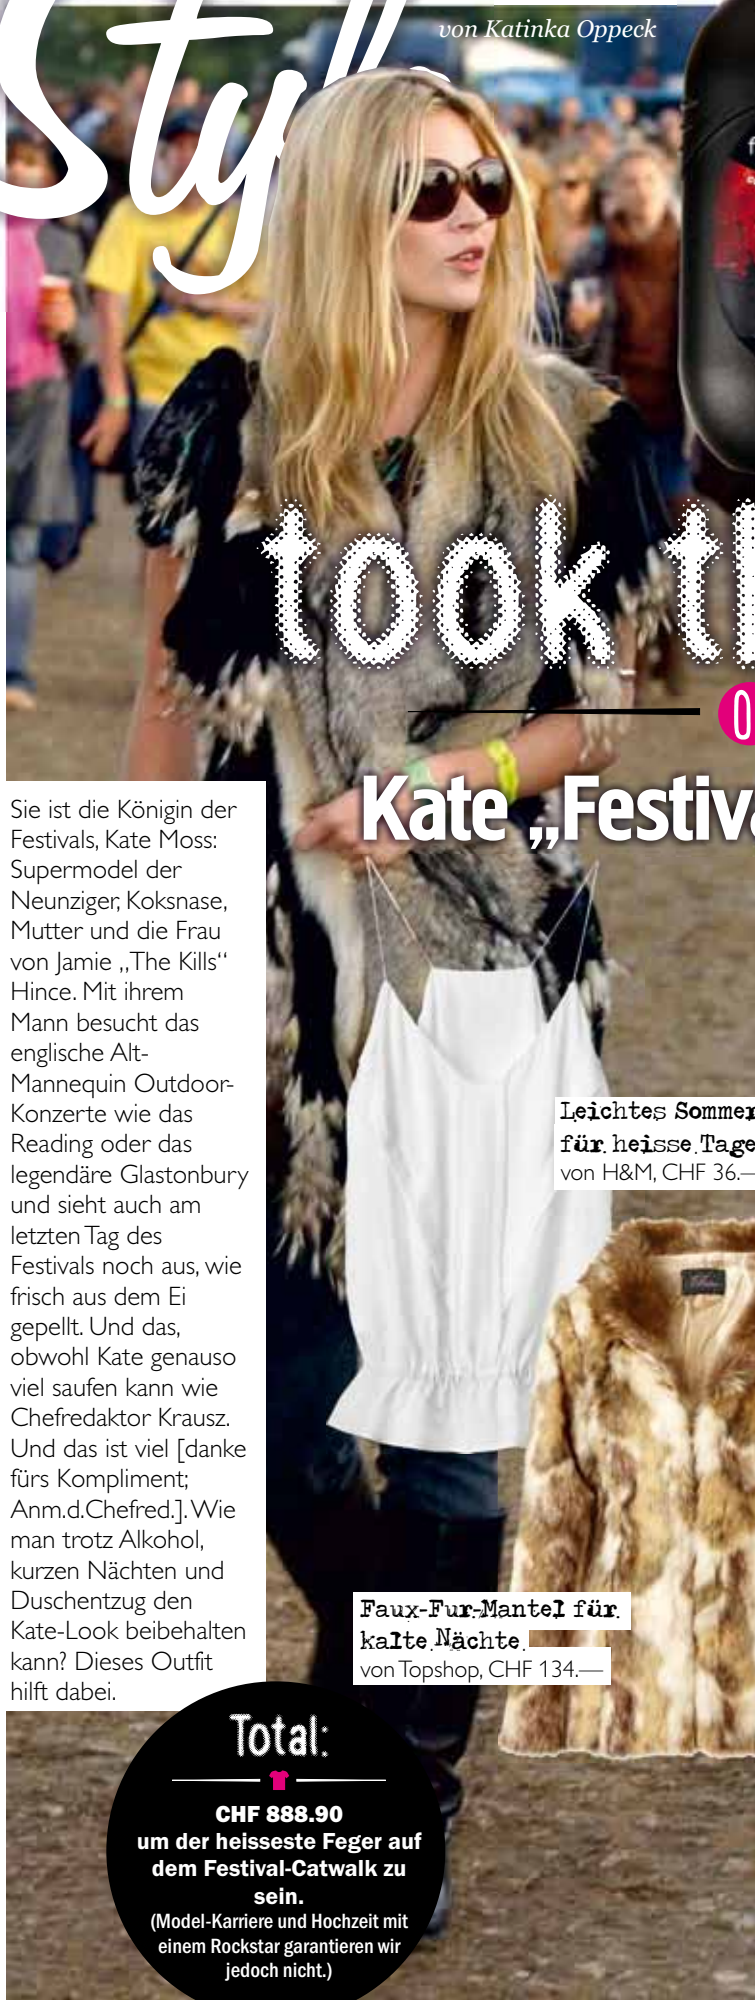 Style
von Katinka Oppeck
took th
Kate „Festiva
Sie ist die Königin der
Festivals, Kate Moss:
Supermodel der
Neunziger, Koksnase,
Mutter und die Frau
von Jamie „The Kills“
Hince. Mit ihrem
Mann besucht das
englische Alt-
Mannequin Outdoor-
Konzerte wie das
Reading oder das
legendäre Glastonbury
und sieht auch am
letzten Tag des
Festivals noch aus, wie
frisch aus dem Ei
gepellt. Und das,
obwohl Kate genauso
viel saufen kann wie
Chefredaktor Krausz.
Und das ist viel [danke
fürs Kompliment;
Anm.d.Chefred.]. Wie
man trotz Alkohol,
kurzen Nächten und
Duschentzug den
Kate-Look beibehalten
kann? Dieses Outfit
hilft dabei.
Leichtes Sommer
für heisse Tage
von H&M, CHF 36.—
Faux-Fur-Mantel für
kalte Nächte
von Topshop, CHF 134.—
Total:
CHF 888.90
um der heisseste Feger auf
dem Festival-Catwalk zu
sein.
(Model-Karriere und Hochzeit mit
einem Rockstar garantieren wir
jedoch nicht.)